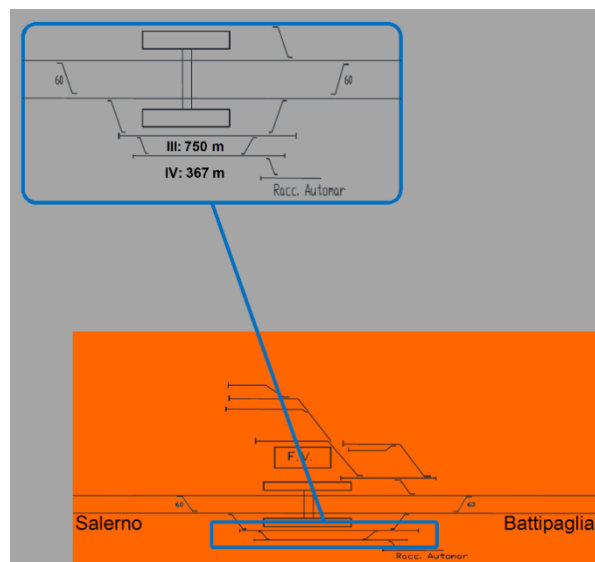 60
60
III: 750 m
IV: 367 m
Racc. Automar
F.V.
60
60
Salerno
Battipaglia
Racc. Automar